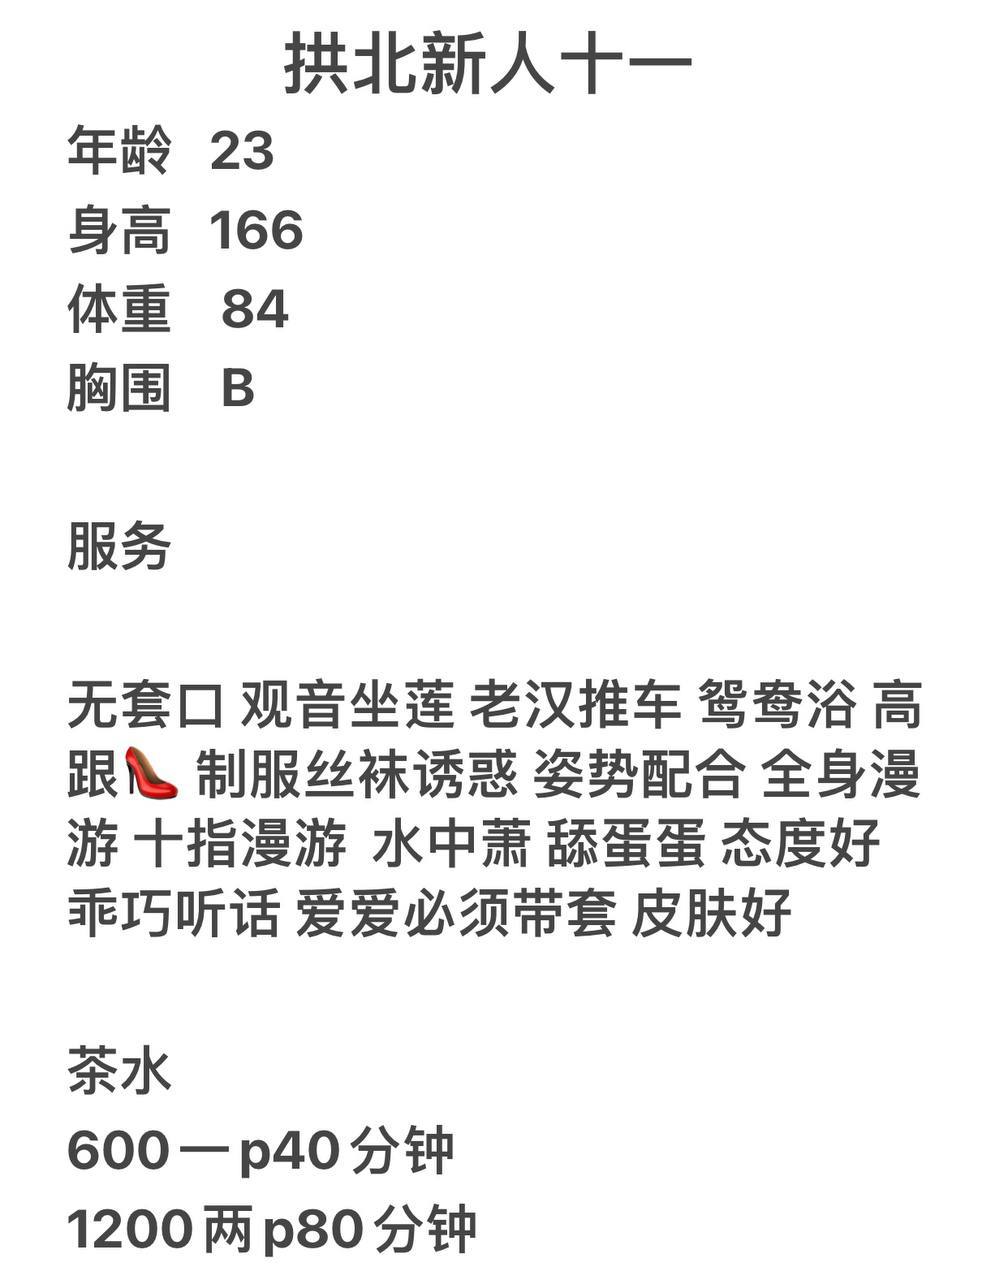 拱北新人十一
年龄 23
身高 166
体重 84
胸围 B
服务
无套口 观音坐莲 老汉推车 鸳鸯浴 高
跟👠 制服丝袜诱惑 姿势配合 全身漫
游 十指漫游 水中萧 舔蛋蛋 态度好
乖巧听话 爱爱必须带套 皮肤好
茶水
600一p40分钟
1200两p80分钟